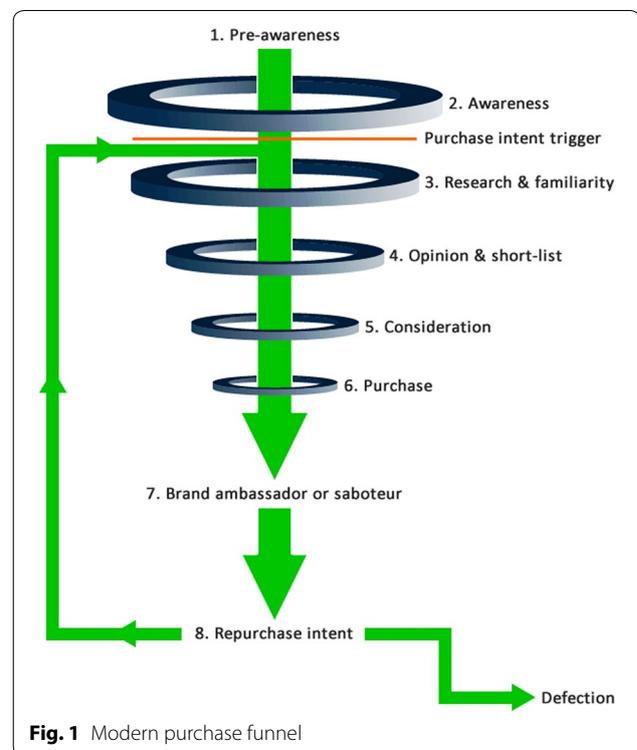 1. Pre-awareness
2. Awareness
Purchase intent trigger
3. Research & familiarity
4. Opinion & short-list
5. Consideration
6. Purchase
7. Brand ambassador or saboteur
8. Repurchase intent
Defection
Fig. 1 Modern purchase funnel